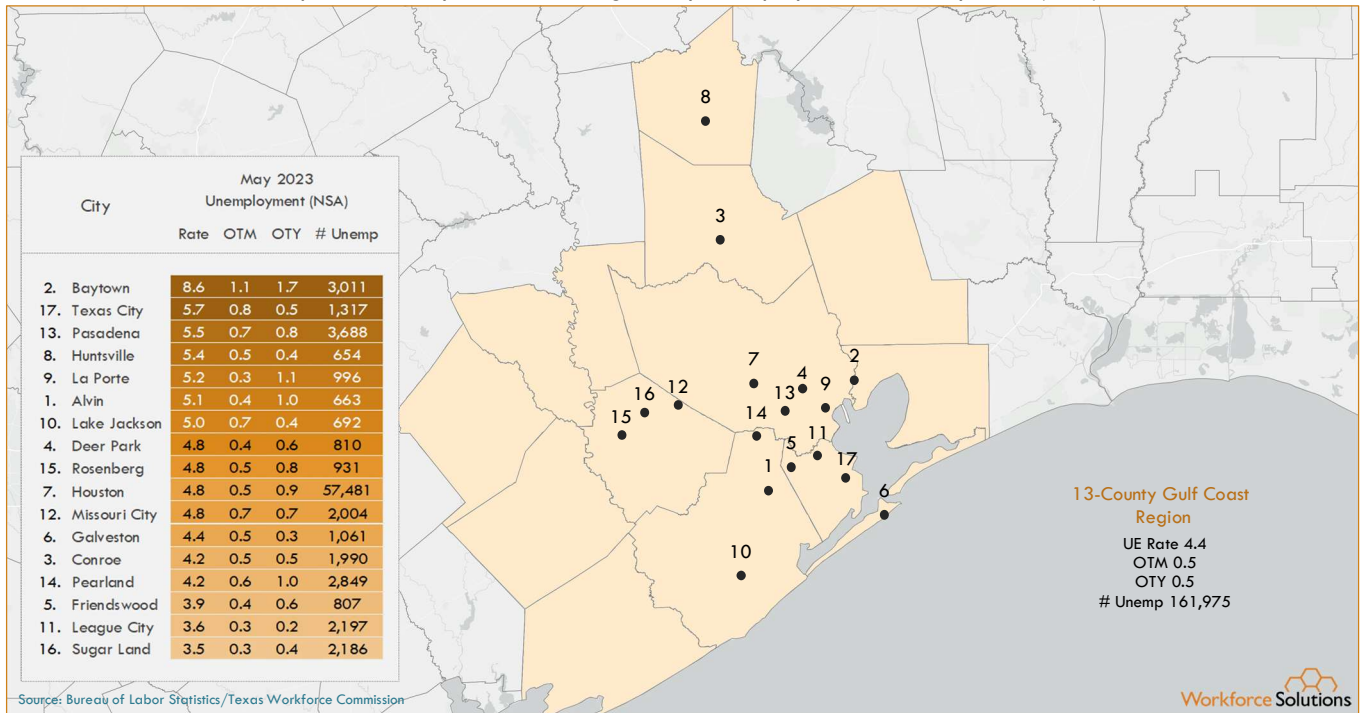 City
May 2023
Unemployment (NSA)
Rate OTM OTY # Unemp
2. Baytown 8.6 1.1 1.7 3,011
17. Texas City 5.7 0.8 0.5 1,317
13. Pasadena 5.5 0.7 0.8 3,688
8. Huntsville 5.4 0.5 0.4 654
9. La Porte 5.2 0.3 1.1 996
1. Alvin 5.1 0.4 1.0 663
10. Lake Jackson 5.0 0.7 0.4 692
4. Deer Park 4.8 0.4 0.6 810
15. Rosenberg 4.8 0.5 0.8 931
7. Houston 4.8 0.5 0.9 57,481
12. Missouri City 4.8 0.7 0.7 2,004
6. Galveston 4.4 0.5 0.3 1,061
3. Conroe 4.2 0.5 0.5 1,990
14. Pearland 4.2 0.6 1.0 2,849
5. Friendswood 3.9 0.4 0.6 807
11. League City 3.6 0.3 0.2 2,197
16. Sugar Land 3.5 0.3 0.4 2,186
Source: Bureau of Labor Statistics/Texas Workforce Commission
8
3
7
2
4
9
16
12
13
15
14
11
5
1
17
6
10
13-County Gulf Coast
Region
UE Rate 4.4
OTM 0.5
OTY 0.5
# Unemp 161,975
Workforce Solutions